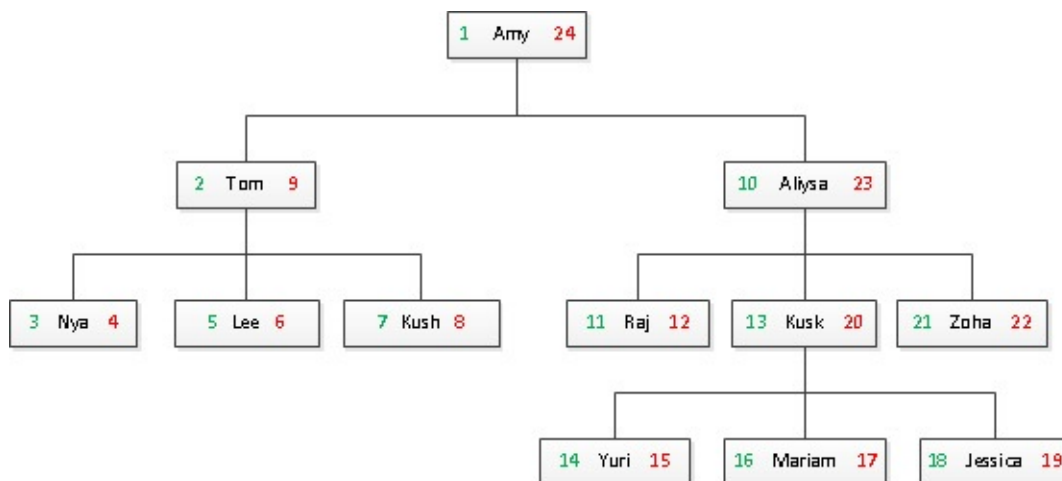 1 Amy 24
2 Tom 9 10 Aliysa 23
3 Nya 4 5 Lee 6 7 Kush 8 11 Raj 12 13 Kusk 20 21 Zoha 22
14 Yuri 15 16 Mariam 17 18 Jessica 19